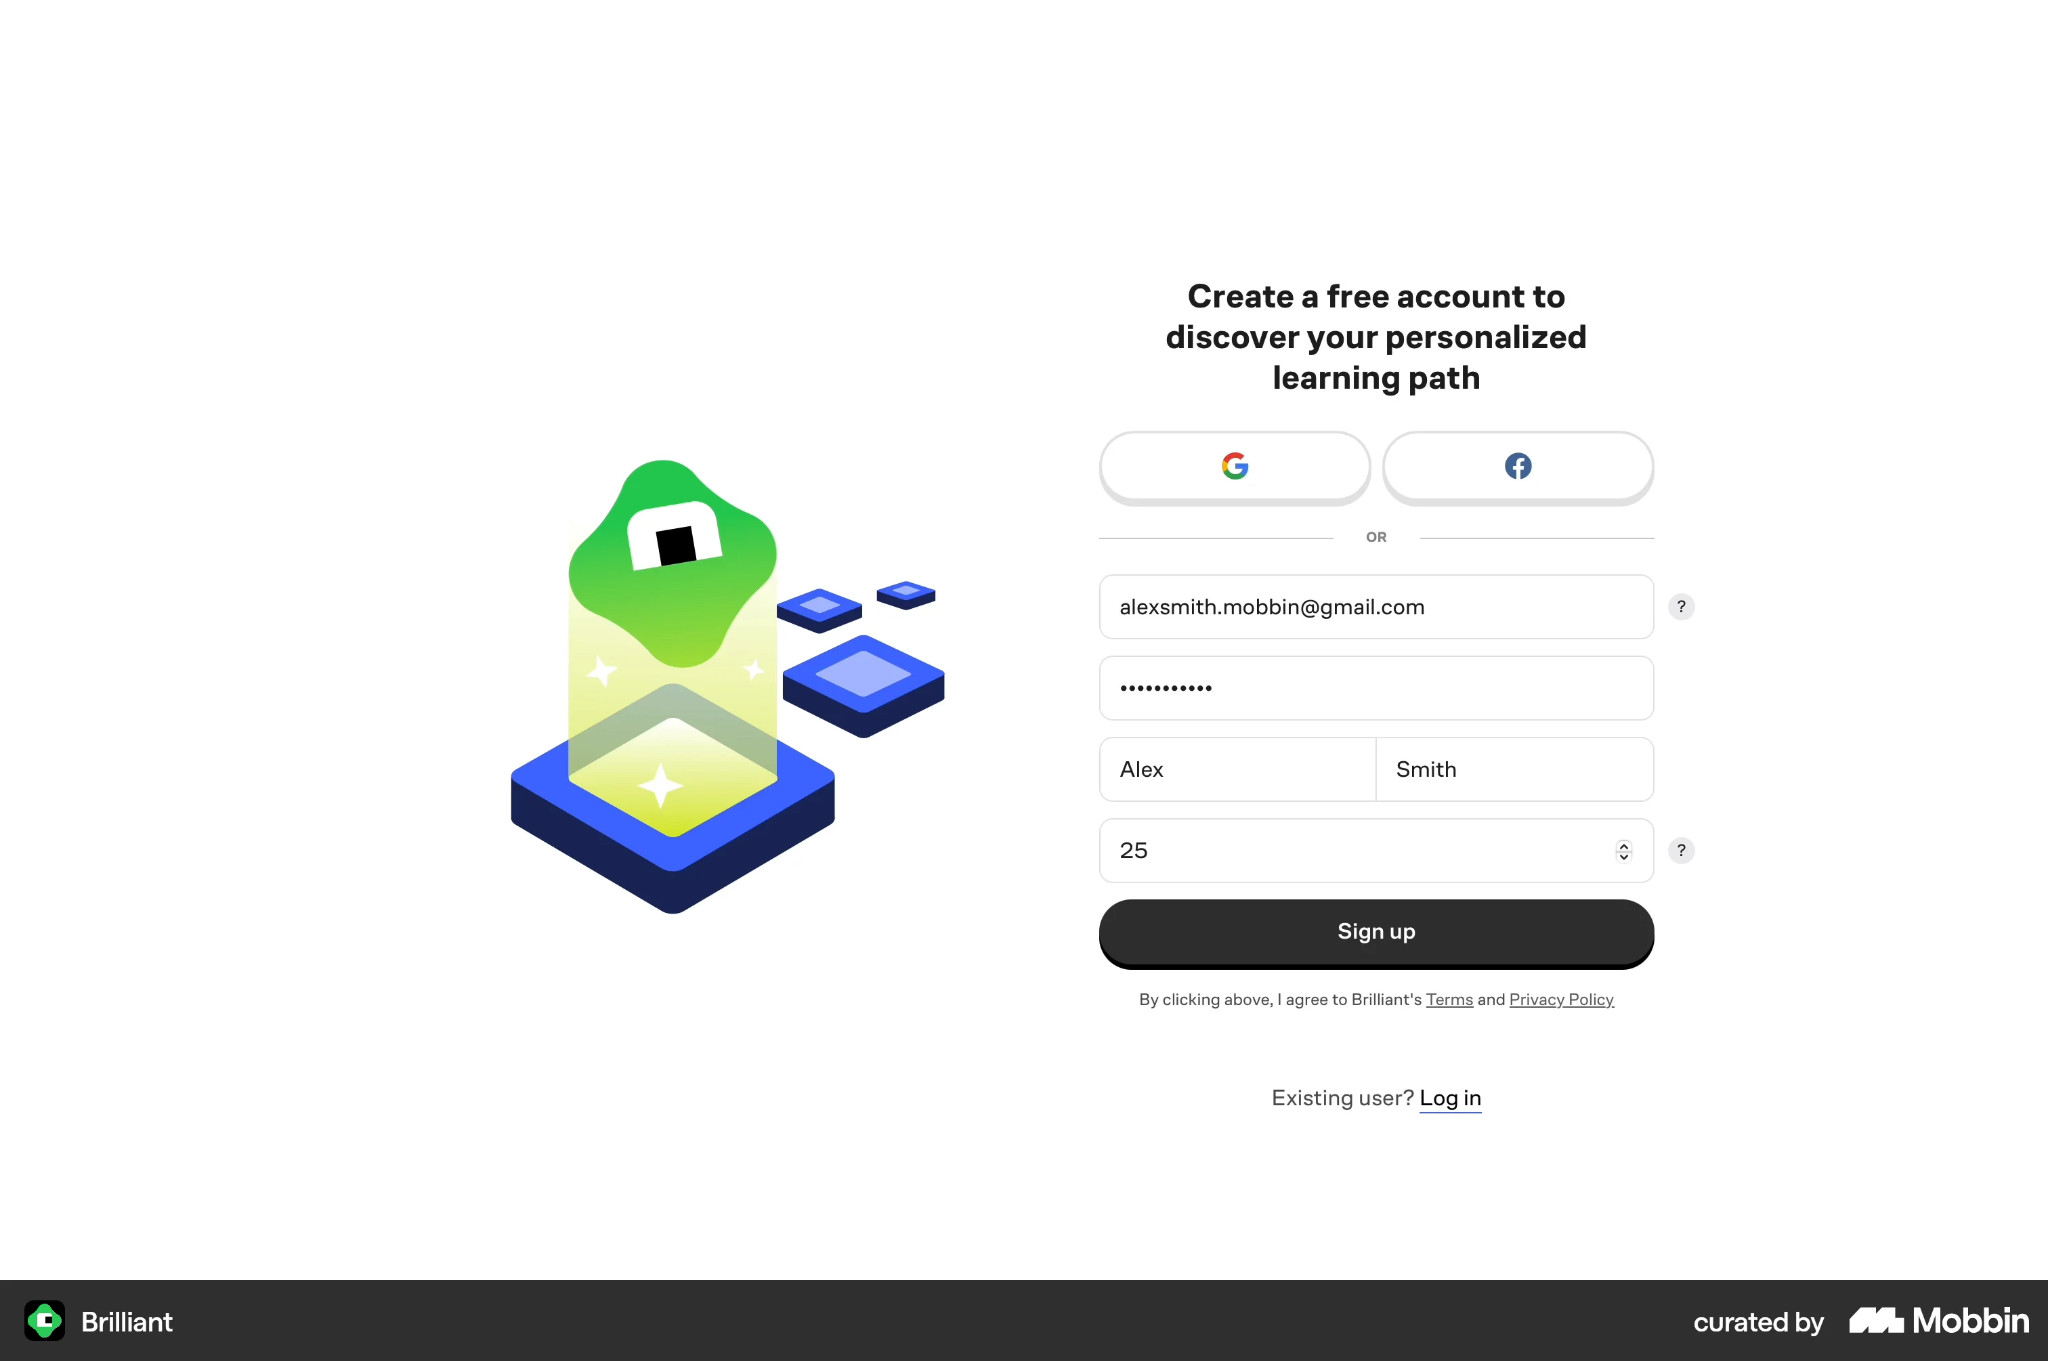 Create a free account to
discover your personalized
learning path
OR
alexsmith.mobbin@gmail.com
?
•••••••••••
Alex
Smith
25
?
Sign up
By clicking above, I agree to Brilliant's Terms and Privacy Policy
Existing user? Log in
Brilliant
curated by Mobbin